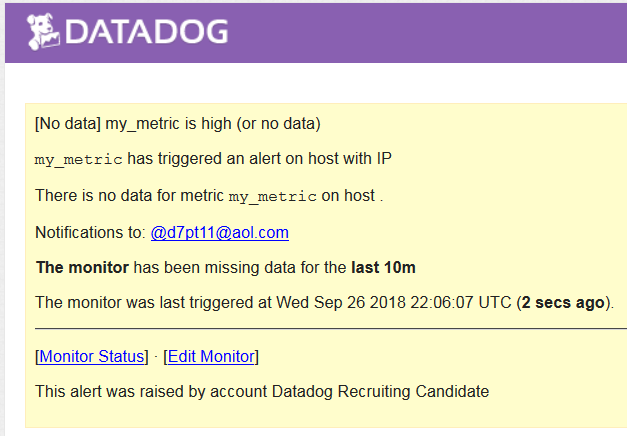 DATADOG
[No data] my_metric is high (or no data)
my_metric has triggered an alert on host with IP
There is no data for metric my_metric on host .
Notifications to: @d7pt11@aol.com
The monitor has been missing data for the last 10m
The monitor was last triggered at Wed Sep 26 2018 22:06:07 UTC (2 secs ago).
[Monitor Status] · [Edit Monitor]
This alert was raised by account Datadog Recruiting Candidate